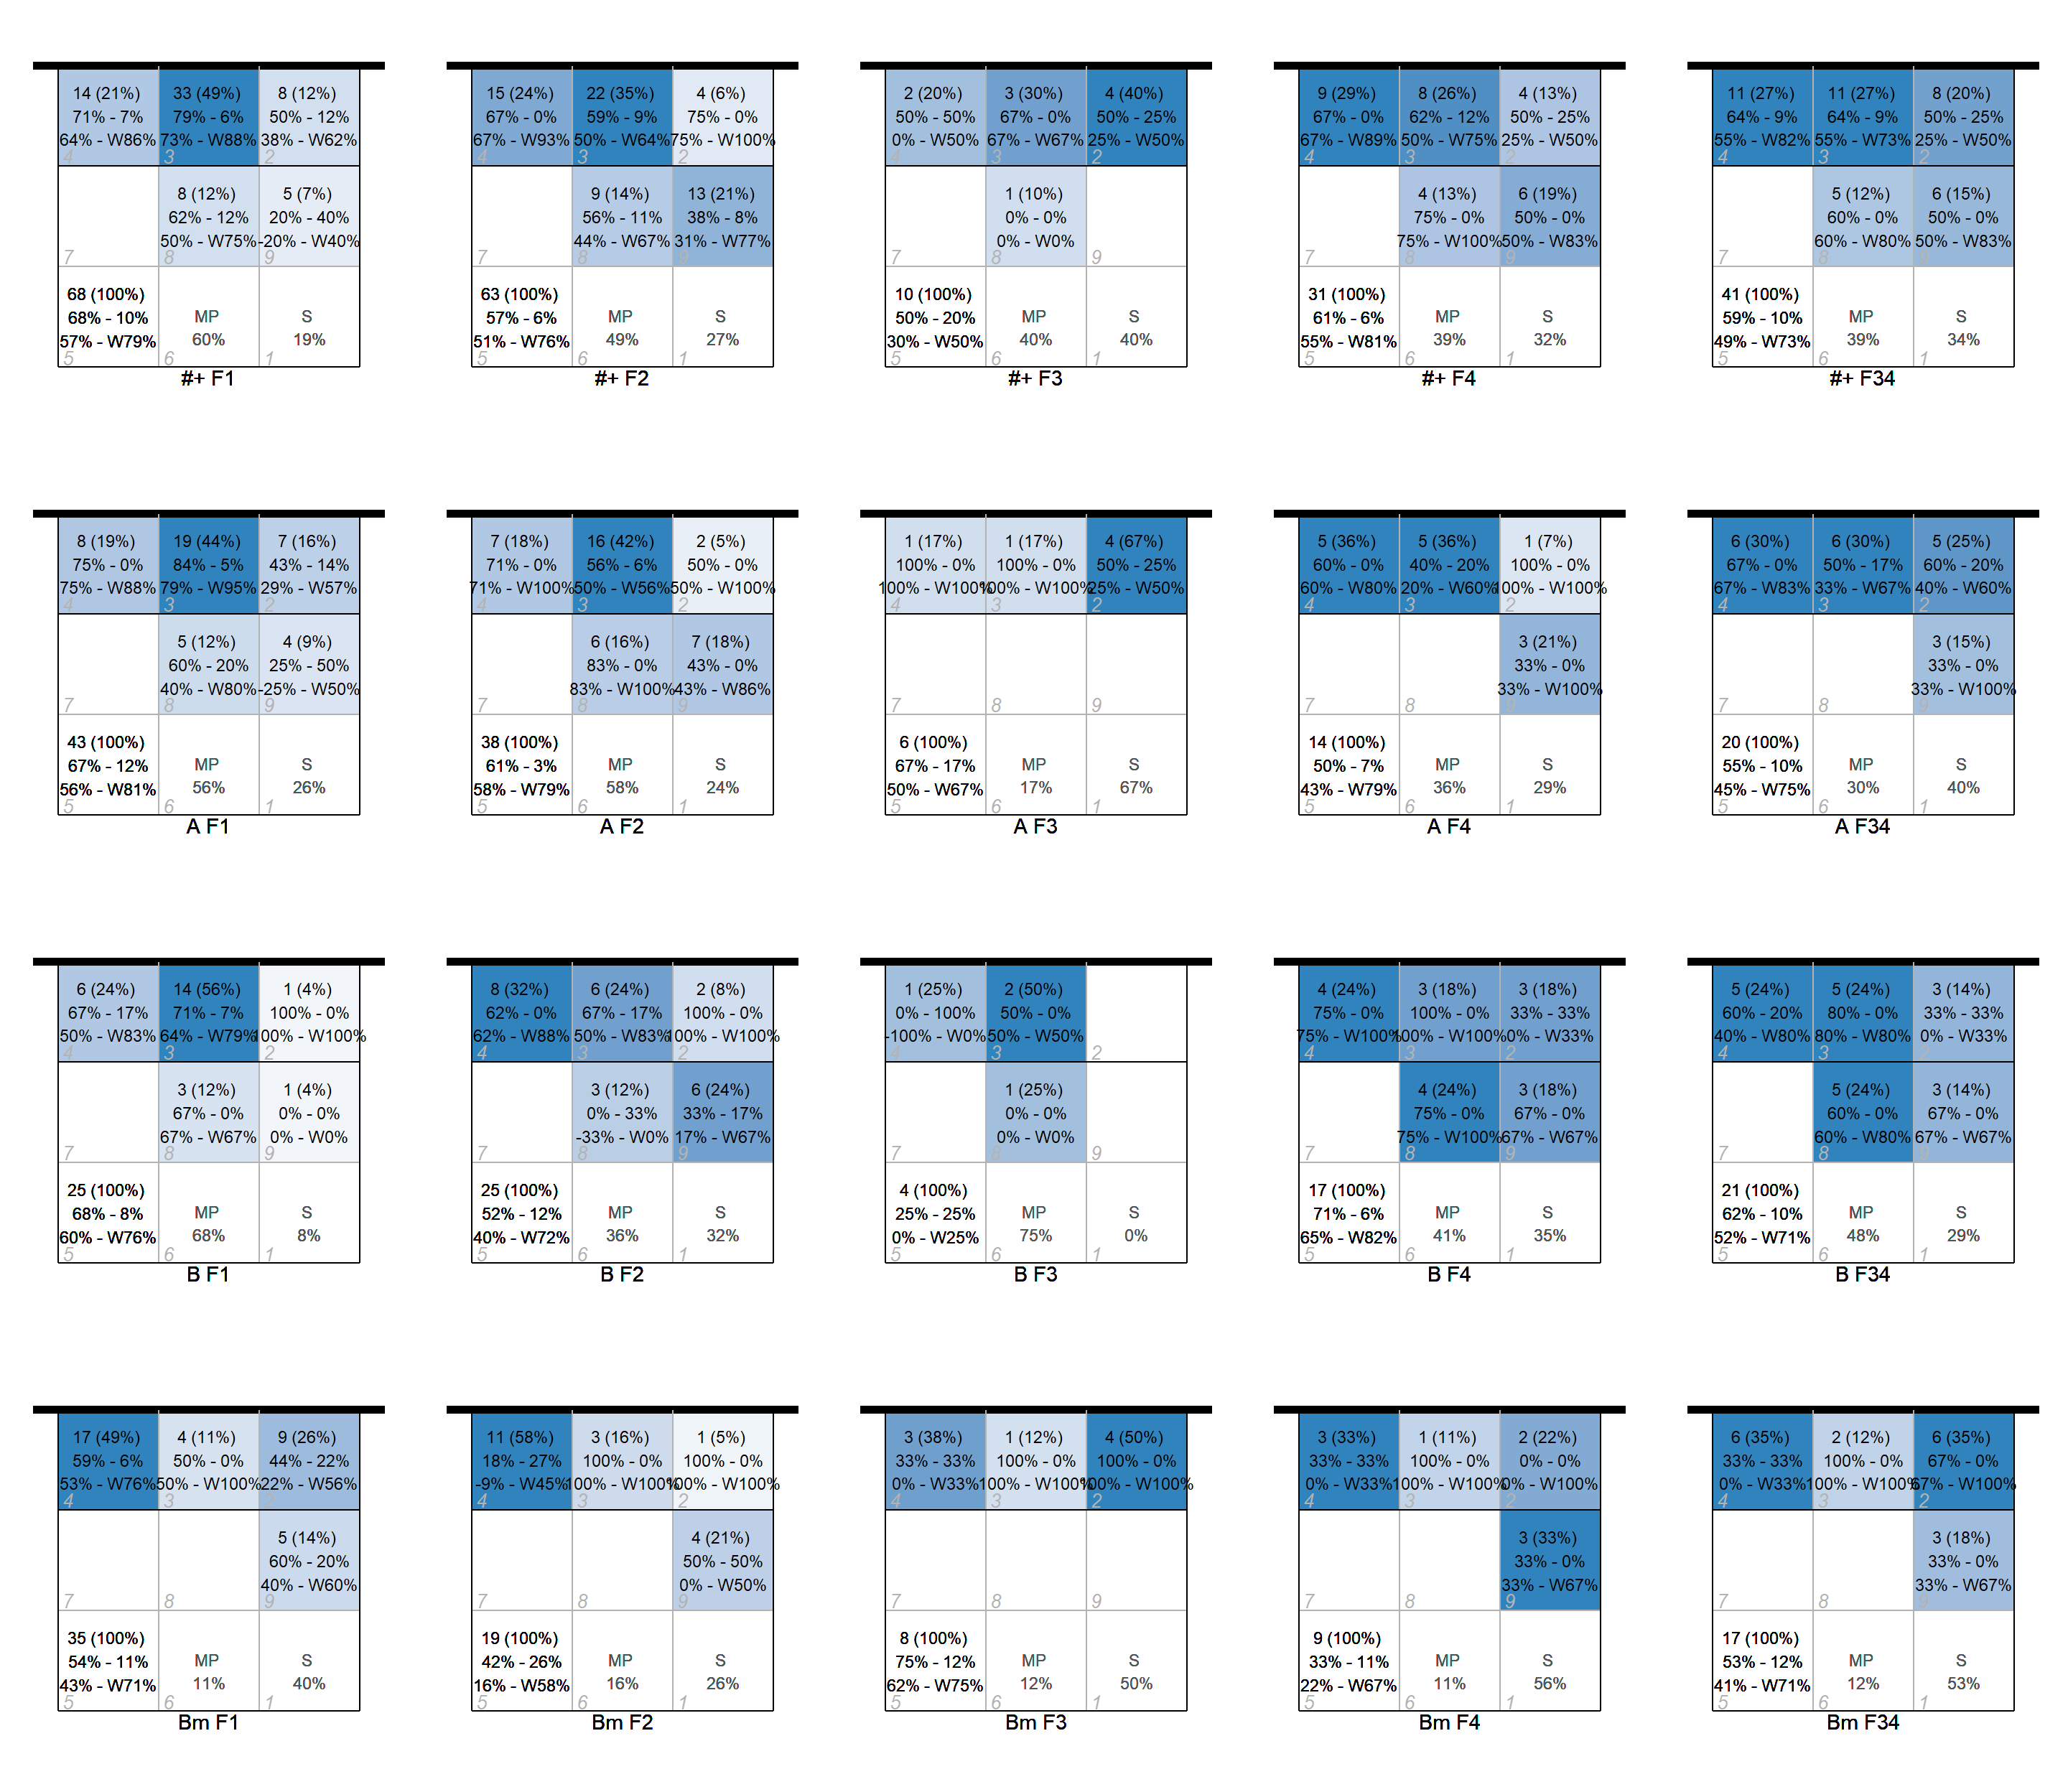 14 (21%)
71% - 7%
64% - W86%
4
33 (49%)
79% - 6%
73% - W88%
3
8 (12%)
50% - 12%
38% - W62%
2
7
8 (12%)
62% - 12%
50% - W75%
8
5 (7%)
20% - 40%
-20% - W40%
9
68 (100%)
68% - 10%
57% - W79%
5
MP
60%
6
S
19%
1
#+ F1
15 (24%)
67% - 0%
67% - W93%
4
22 (35%)
59% - 9%
50% - W64%
3
4 (6%)
75% - 0%
75% - W100%
2
7
9 (14%)
56% - 11%
44% - W67%
8
13 (21%)
38% - 8%
31% - W77%
9
63 (100%)
57% - 6%
51% - W76%
5
MP
49%
6
S
27%
1
#+ F2
2 (20%)
50% - 50%
0% - W50%
4
3 (30%)
67% - 0%
67% - W67%
3
4 (40%)
50% - 25%
25% - W50%
2
7
1 (10%)
0% - 0%
0% - W0%
8
9
10 (100%)
50% - 20%
30% - W50%
5
MP
40%
6
S
40%
1
#+ F3
9 (29%)
67% - 0%
67% - W89%
4
8 (26%)
62% - 12%
50% - W75%
3
4 (13%)
50% - 25%
25% - W50%
2
7
4 (13%)
75% - 0%
75% - W100%
8
6 (19%)
50% - 0%
50% - W83%
9
31 (100%)
61% - 6%
55% - W81%
5
MP
39%
6
S
32%
1
#+ F4
11 (27%)
64% - 9%
55% - W82%
4
11 (27%)
64% - 9%
55% - W73%
3
8 (20%)
50% - 25%
25% - W50%
2
7
5 (12%)
60% - 0%
60% - W80%
8
6 (15%)
50% - 0%
50% - W83%
9
41 (100%)
59% - 10%
49% - W73%
5
MP
39%
6
S
34%
1
#+ F34
8 (19%)
75% - 0%
75% - W88%
4
19 (44%)
84% - 5%
79% - W95%
3
7 (16%)
43% - 14%
29% - W57%
2
7
5 (12%)
60% - 20%
40% - W80%
8
4 (9%)
25% - 50%
-25% - W50%
9
43 (100%)
67% - 12%
56% - W81%
5
MP
56%
6
S
26%
1
A F1
7 (18%)
71% - 0%
71% - W100%
4
16 (42%)
56% - 6%
50% - W56%
3
2 (5%)
50% - 0%
50% - W100%
2
7
6 (16%)
83% - 0%
83% - W100%
8
7 (18%)
43% - 0%
43% - W86%
9
38 (100%)
61% - 3%
58% - W79%
5
MP
58%
6
S
24%
1
A F2
1 (17%)
100% - 0%
100% - W100%
4
1 (17%)
100% - 0%
100% - W100%
3
4 (67%)
50% - 25%
25% - W50%
2
7
8
9
6 (100%)
67% - 17%
50% - W67%
5
MP
17%
6
S
67%
1
A F3
5 (36%)
60% - 0%
60% - W80%
4
5 (36%)
40% - 20%
20% - W60%
3
1 (7%)
100% - 0%
100% - W100%
2
7
8
3 (21%)
33% - 0%
33% - W100%
9
14 (100%)
50% - 7%
43% - W79%
5
MP
36%
6
S
29%
1
A F4
6 (30%)
67% - 0%
67% - W83%
4
6 (30%)
50% - 17%
33% - W67%
3
5 (25%)
60% - 20%
40% - W60%
2
7
8
3 (15%)
33% - 0%
33% - W100%
9
20 (100%)
55% - 10%
45% - W75%
5
MP
30%
6
S
40%
1
A F34
6 (24%)
67% - 17%
50% - W83%
4
14 (56%)
71% - 7%
64% - W79%
3
1 (4%)
100% - 0%
100% - W100%
2
7
3 (12%)
67% - 0%
67% - W67%
8
1 (4%)
0% - 0%
0% - W0%
9
25 (100%)
68% - 8%
60% - W76%
5
MP
68%
6
S
8%
1
B F1
8 (32%)
62% - 0%
62% - W88%
4
6 (24%)
67% - 17%
50% - W83%
3
2 (8%)
100% - 0%
100% - W100%
2
7
3 (12%)
0% - 33%
-33% - W0%
8
6 (24%)
33% - 17%
17% - W67%
9
25 (100%)
52% - 12%
40% - W72%
5
MP
36%
6
S
32%
1
B F2
1 (25%)
0% - 100%
-100% - W0%
4
2 (50%)
50% - 0%
50% - W50%
3
2
7
1 (25%)
0% - 0%
0% - W0%
8
9
4 (100%)
25% - 25%
0% - W25%
5
MP
75%
6
S
0%
1
B F3
4 (24%)
75% - 0%
75% - W100%
4
3 (18%)
100% - 0%
100% - W100%
3
3 (18%)
33% - 33%
0% - W33%
2
7
4 (24%)
75% - 0%
75% - W100%
8
3 (18%)
67% - 0%
67% - W67%
9
17 (100%)
71% - 6%
65% - W82%
5
MP
41%
6
S
35%
1
B F4
5 (24%)
60% - 20%
40% - W80%
4
5 (24%)
80% - 0%
80% - W80%
3
3 (14%)
33% - 33%
0% - W33%
2
7
5 (24%)
60% - 0%
60% - W80%
8
3 (14%)
67% - 0%
67% - W67%
9
21 (100%)
62% - 10%
52% - W71%
5
MP
48%
6
S
29%
1
B F34
17 (49%)
59% - 6%
53% - W76%
4
4 (11%)
50% - 0%
50% - W100%
3
9 (26%)
44% - 22%
22% - W56%
2
7
8
5 (14%)
60% - 20%
40% - W60%
9
35 (100%)
54% - 11%
43% - W71%
5
MP
11%
6
S
40%
1
Bm F1
11 (58%)
18% - 27%
-9% - W45%
4
3 (16%)
100% - 0%
100% - W100%
3
1 (5%)
100% - 0%
100% - W100%
2
7
8
4 (21%)
50% - 50%
0% - W50%
9
19 (100%)
42% - 26%
16% - W58%
5
MP
16%
6
S
26%
1
Bm F2
3 (38%)
33% - 33%
0% - W33%
4
1 (12%)
100% - 0%
100% - W100%
3
4 (50%)
100% - 0%
100% - W100%
2
7
8
9
8 (100%)
75% - 12%
62% - W75%
5
MP
12%
6
S
50%
1
Bm F3
3 (33%)
33% - 33%
0% - W33%
4
1 (11%)
100% - 0%
100% - W100%
3
2 (22%)
0% - 0%
0% - W100%
2
7
8
3 (33%)
33% - 0%
33% - W67%
9
9 (100%)
33% - 11%
22% - W67%
5
MP
11%
6
S
56%
1
Bm F4
6 (35%)
33% - 33%
0% - W33%
4
2 (12%)
100% - 0%
100% - W100%
3
6 (35%)
67% - 0%
67% - W100%
2
7
8
3 (18%)
33% - 0%
33% - W67%
9
17 (100%)
53% - 12%
41% - W71%
5
MP
12%
6
S
53%
1
Bm F34